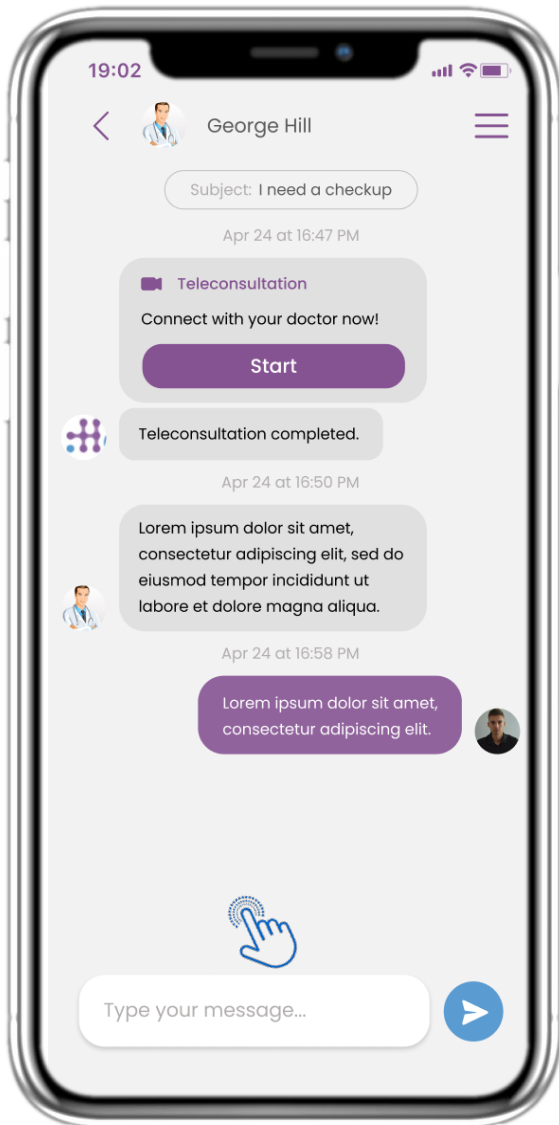 19:02
George Hill
Subject: I need a checkup
Apr 24 at 16:47 PM
Teleconsultation
Connect with your doctor now!
Start
Teleconsultation completed.
Apr 24 at 16:50 PM
Lorem ipsum dolor sit amet,
consectetur adipiscing elit, sed do
eiusmod tempor incididunt ut
labore et dolore magna aliqua.
Apr 24 at 16:58 PM
Lorem ipsum dolor sit amet,
consectetur adipiscing elit.
Type your message...